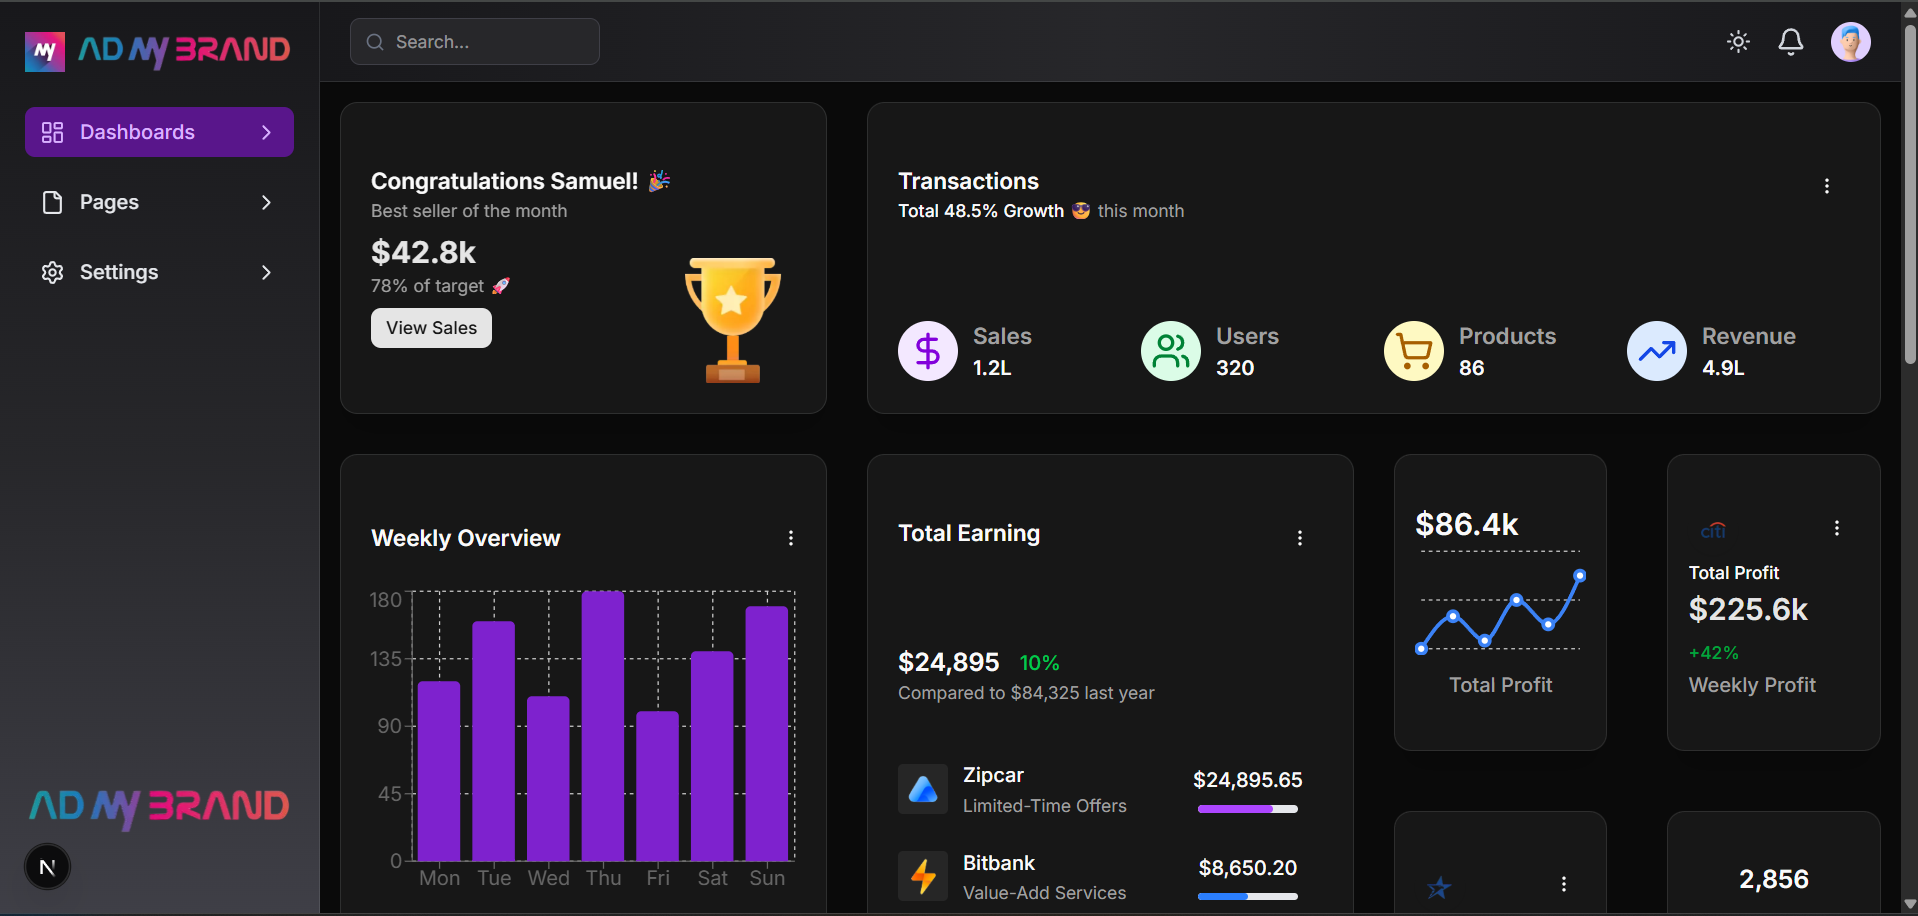 my AD MY BRAND
Search...
Dashboards
Pages
Settings
AD MY BRAND
N
Congratulations Samuel! 🎉
Best seller of the month
$42.8k
78% of target 🚀
View Sales
Transactions
Total 48.5% Growth 😎 this month
Sales
1.2L
Users
320
Products
86
Revenue
4.9L
Weekly Overview
180
135
90
45
0
Mon Tue Wed Thu Fri Sat Sun
Total Earning
$24,895 10%
Compared to $84,325 last year
Zipcar
Limited-Time Offers
$24,895.65
Bitbank
Value-Add Services
$8,650.20
$86.4k
Total Profit
citi
Total Profit
$225.6k
+42%
Weekly Profit
2,856